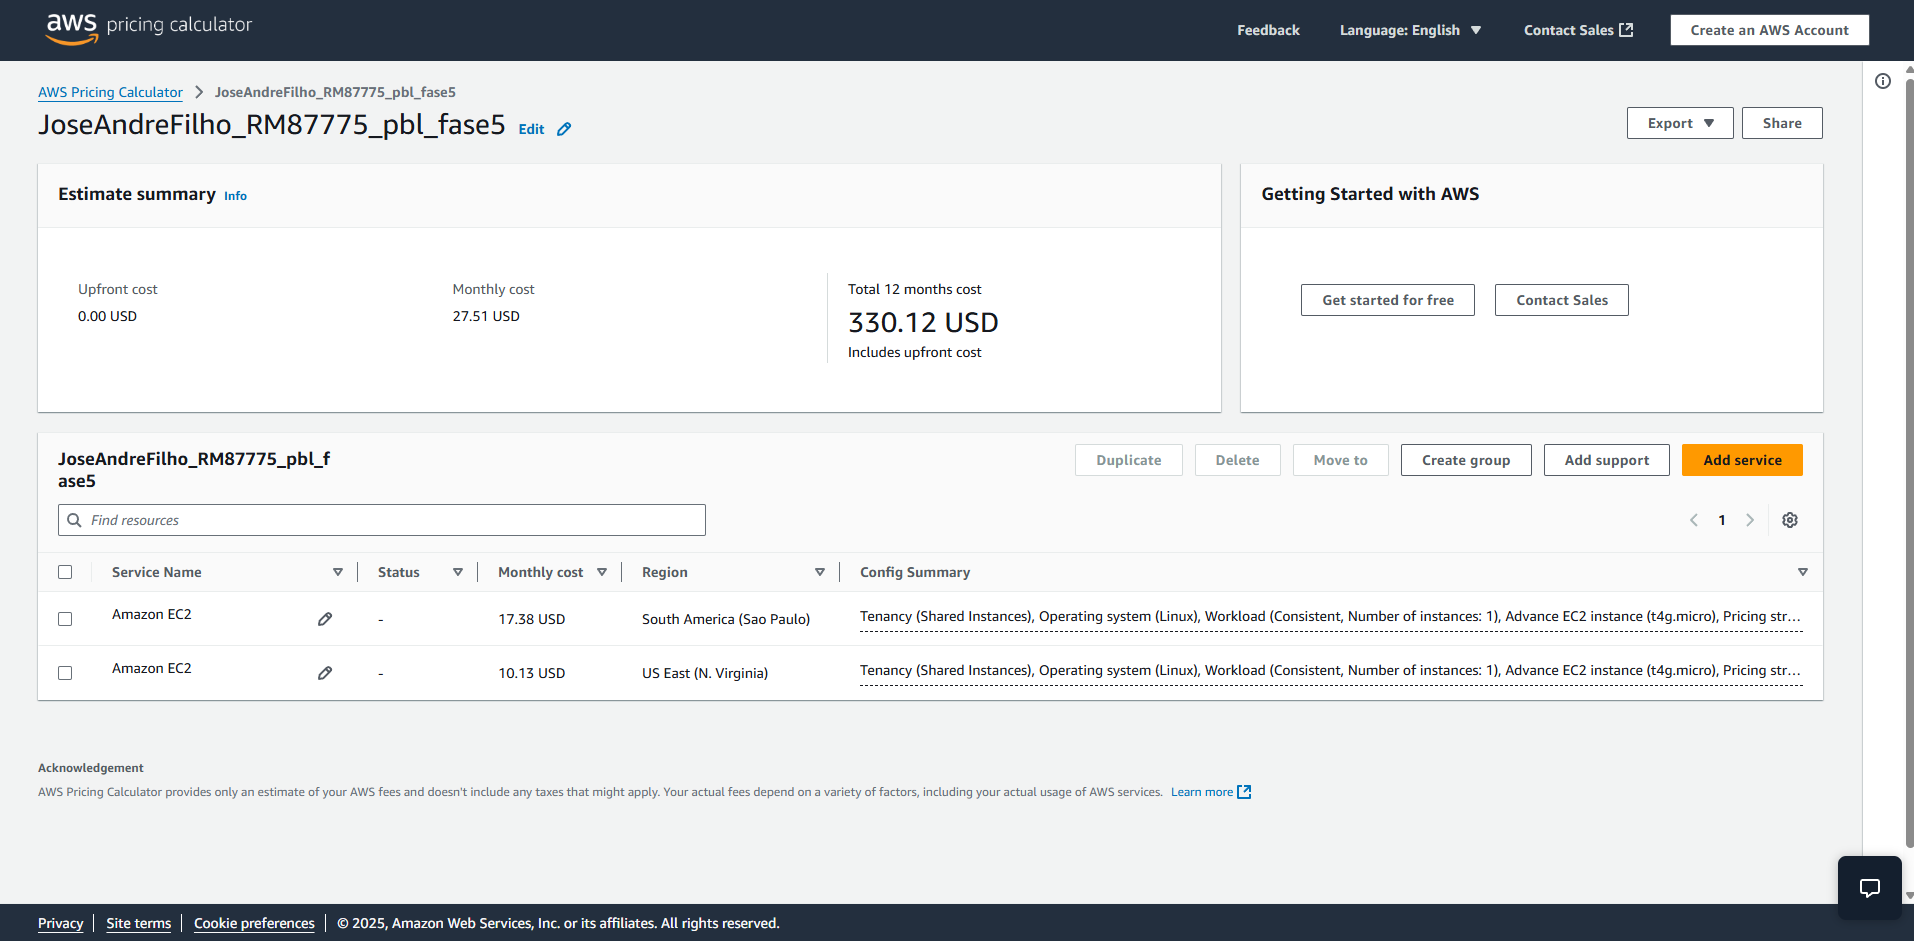 aws pricing calculator
Feedback
Language: English
Contact Sales
Create an AWS Account
AWS Pricing Calculator
JoseAndreFilho_RM87775_pbl_fase5
JoseAndreFilho_RM87775_pbl_fase5
Edit
Export
Share
Estimate summary
Info
Upfront cost
0.00 USD
Monthly cost
27.51 USD
Total 12 months cost
330.12 USD
Includes upfront cost
Getting Started with AWS
Get started for free
Contact Sales
JoseAndreFilho_RM87775_pbl_f
ase5
Duplicate
Delete
Move to
Create group
Add support
Add service
Find resources
1
Service Name
Status
Monthly cost
Region
Config Summary
Amazon EC2
-
17.38 USD
South America (Sao Paulo)
Tenancy (Shared Instances), Operating system (Linux), Workload (Consistent, Number of instances: 1), Advance EC2 instance (t4g.micro), Pricing str...
Amazon EC2
-
10.13 USD
US East (N. Virginia)
Tenancy (Shared Instances), Operating system (Linux), Workload (Consistent, Number of instances: 1), Advance EC2 instance (t4g.micro), Pricing str...
Acknowledgement
AWS Pricing Calculator provides only an estimate of your AWS fees and doesn't include any taxes that might apply. Your actual fees depend on a variety of factors, including your actual usage of AWS services. Learn more
Privacy
Site terms
Cookie preferences
© 2025, Amazon Web Services, Inc. or its affiliates. All rights reserved.